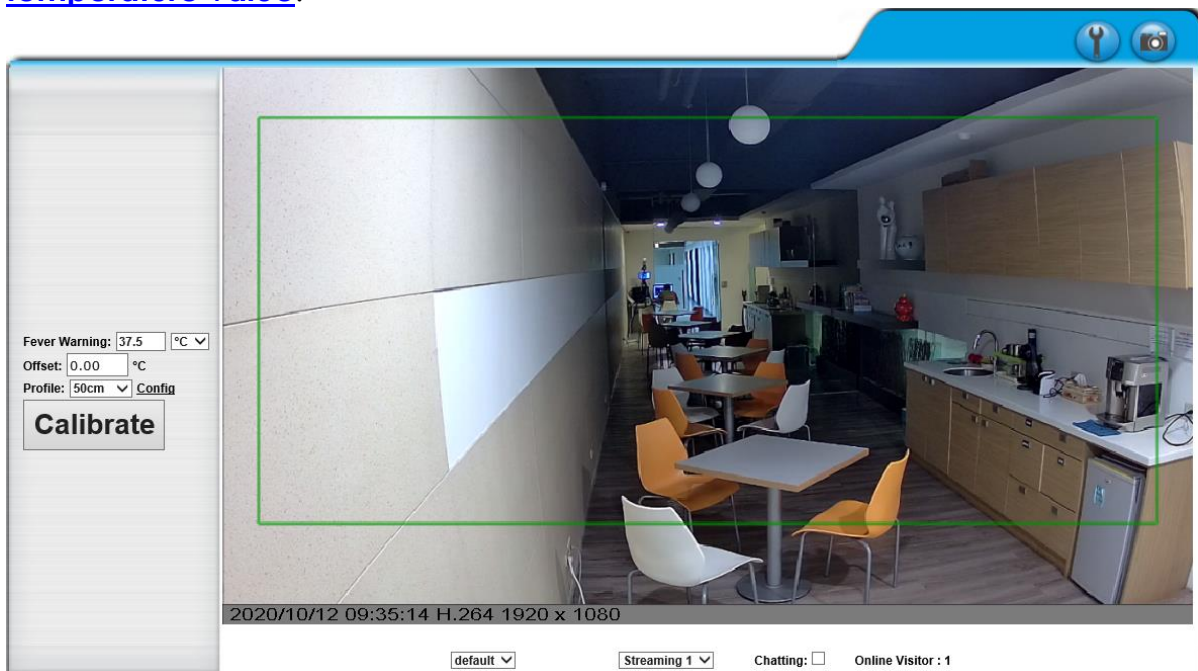 Fever Warning: 37.5 °C
Offset: 0.00 °C
Profile: 50cm Config
Calibrate
2020/10/12 09:35:14 H.264 1920 x 1080
default Streaming 1 Chatting: Online Visitor : 1